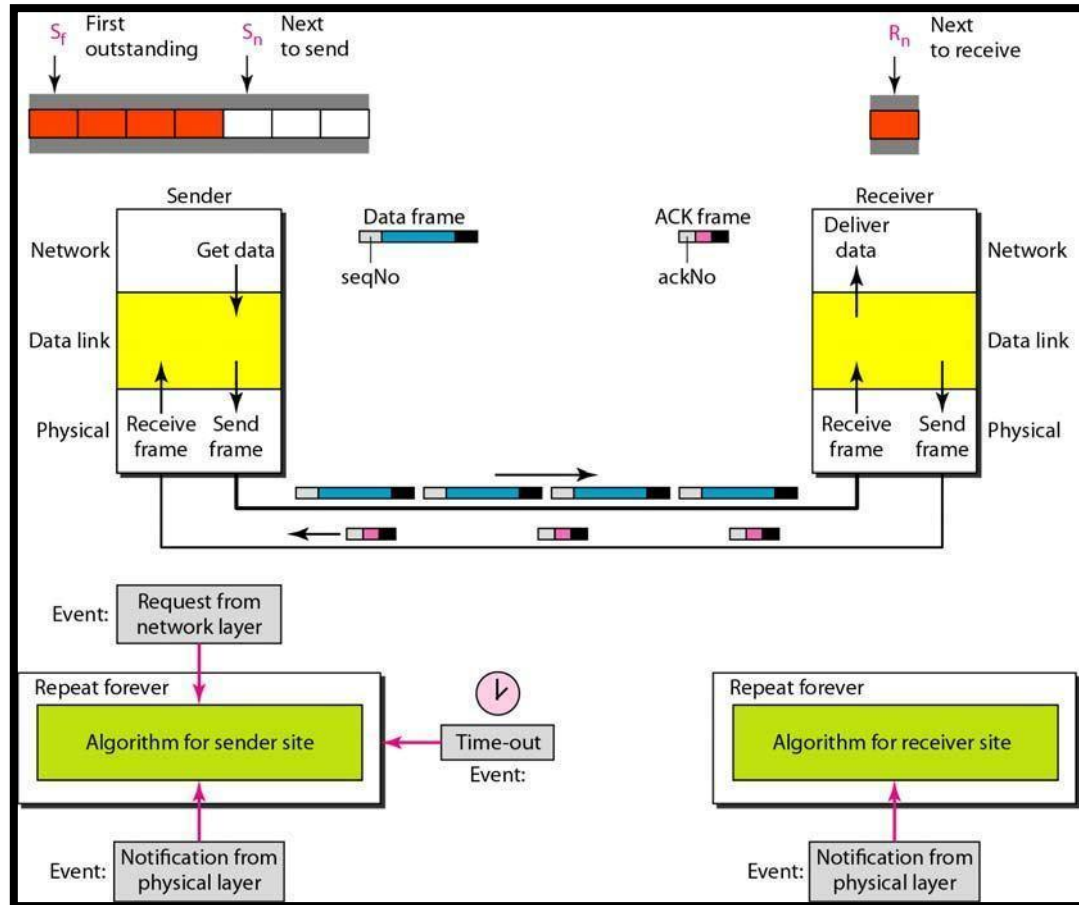 Sf First outstanding
Sn Next to send
Rn Next to receive
Sender
Receiver
Data frame
ACK frame
seqNo
ackNo
Network
Get data
Deliver data
Network
Data link
Data link
Physical
Receive frame
Send frame
Receive frame
Send frame
Physical
Event:
Request from network layer
Repeat forever
Algorithm for sender site
Time-out
Event:
Repeat forever
Algorithm for receiver site
Event:
Notification from physical layer
Event:
Notification from physical layer